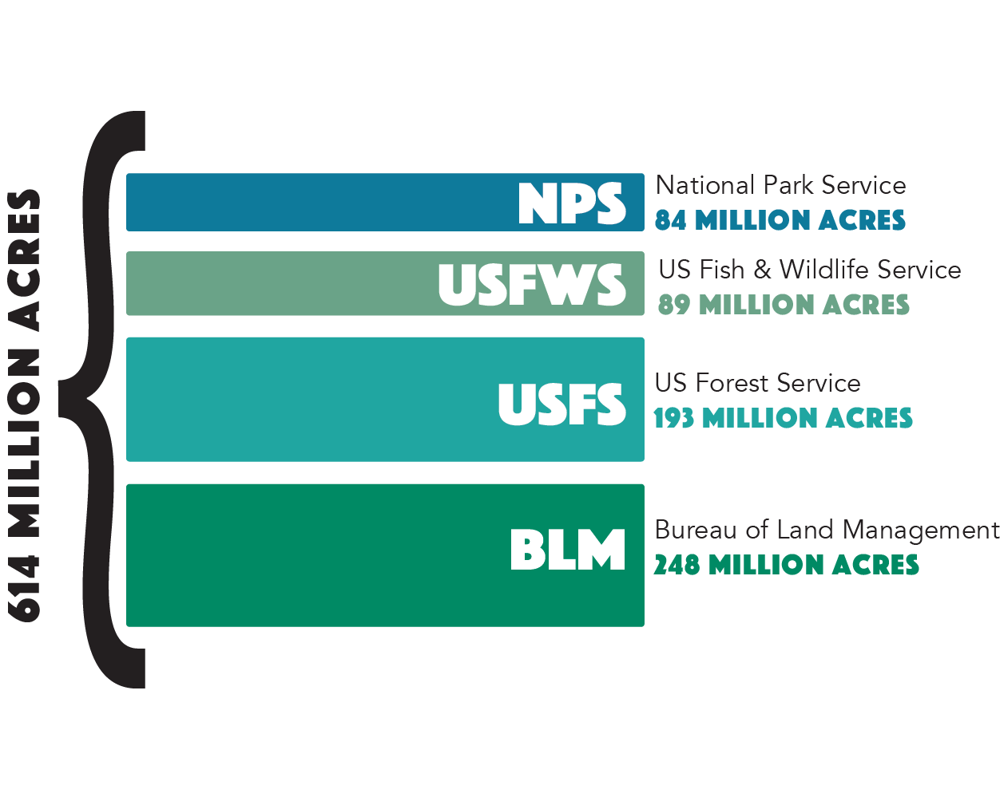 614 MILLION ACRES
NPS
National Park Service
84 MILLION ACRES
USFWS
US Fish & Wildlife Service
89 MILLION ACRES
USFS
US Forest Service
193 MILLION ACRES
BLM
Bureau of Land Management
248 MILLION ACRES